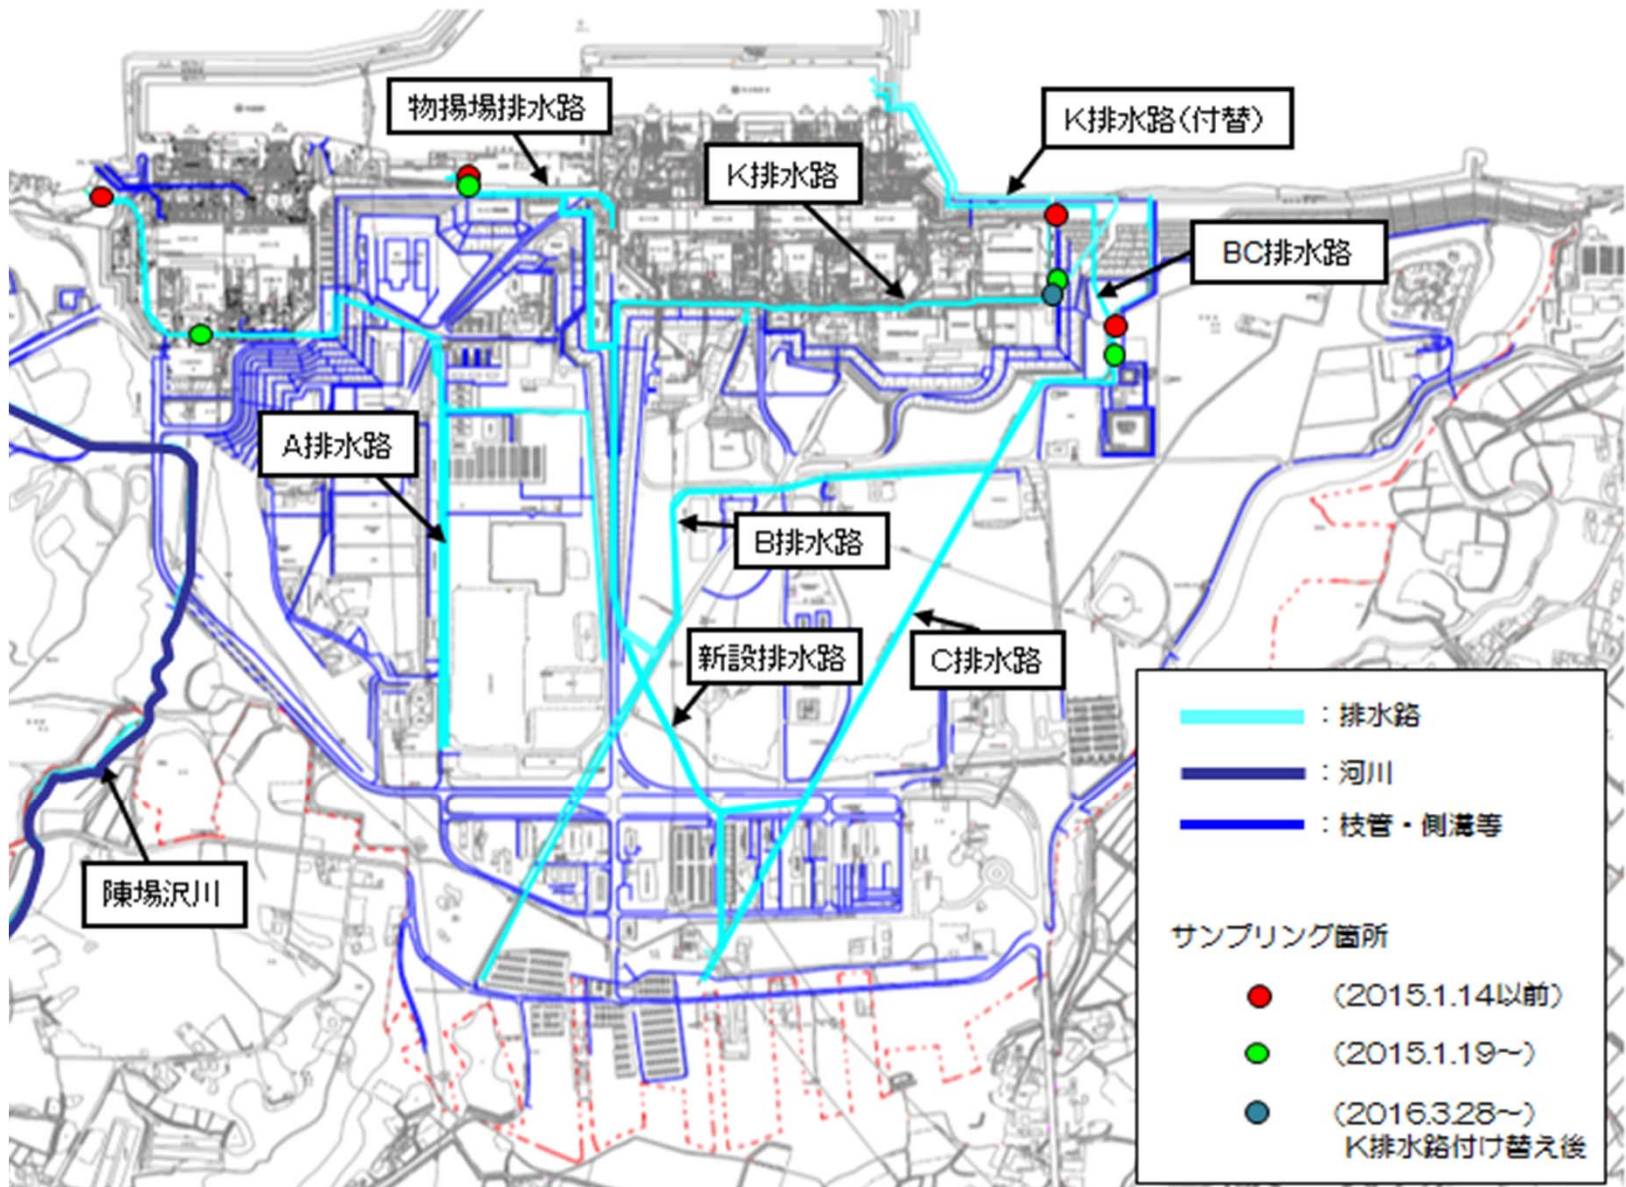 物揚場排水路
K排水路(付替)
K排水路
BC排水路
A排水路
B排水路
新設排水路
C排水路
陳場沢川
：排水路
：河川
：枝管・側溝等
サンプリング箇所
（2015.1.14以前）
（2015.1.19～）
（2016.3.28～）
K排水路付け替え後